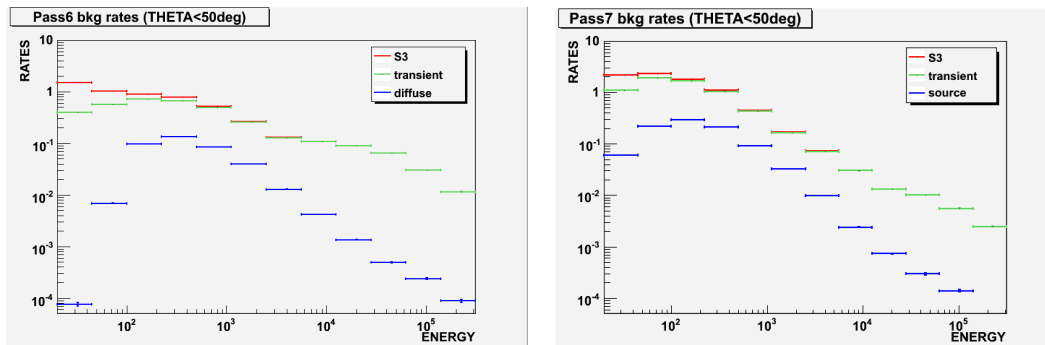 Pass6 bkg rates (THETA<50deg)
RATES
10
1
10⁻¹
10⁻²
10⁻³
10⁻⁴
S3
transient
diffuse
10²
10³
10⁴
10⁵
ENERGY
Pass7 bkg rates (THETA<50deg)
RATES
10
1
10⁻¹
10⁻²
10⁻³
10⁻⁴
S3
transient
source
10²
10³
10⁴
10⁵
ENERGY